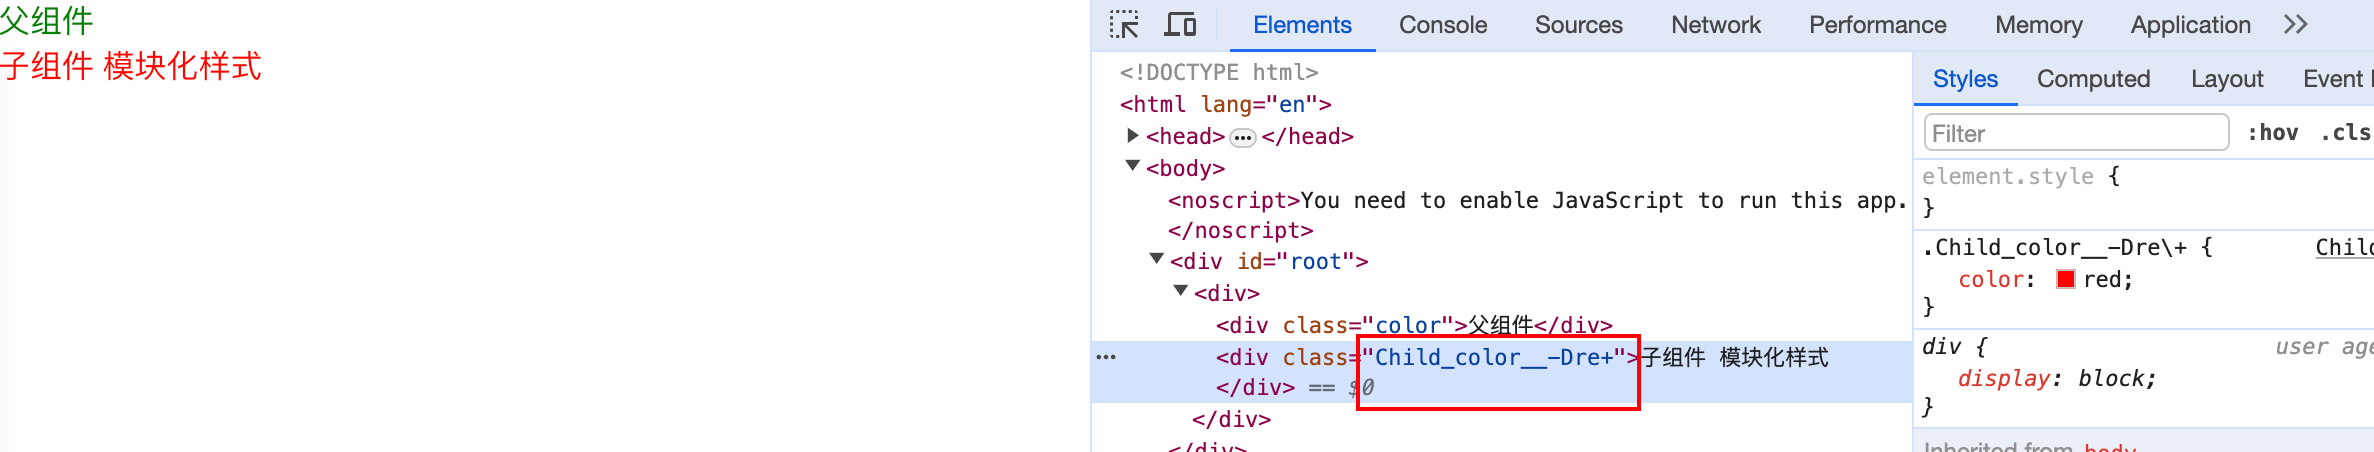 父组件
子组件 模块化样式
Elements Console Sources Network Performance Memory Application
<!DOCTYPE html>
<html lang="en">
<head> ••• </head>
<body>
<noscript>You need to enable JavaScript to run this app.
</noscript>
<div id="root">
<div>
<div class="color">父组件</div>
••• <div class="Child_color__-Dre+">子组件 模块化样式
</div> == $0
</div>
</div>
Styles Computed Layout Event
Filter :hov .cls
element.style {
}
.Child_color__-Dre\+ { Chil
color: red;
}
div { user age
display: block;
}
Inherited from body